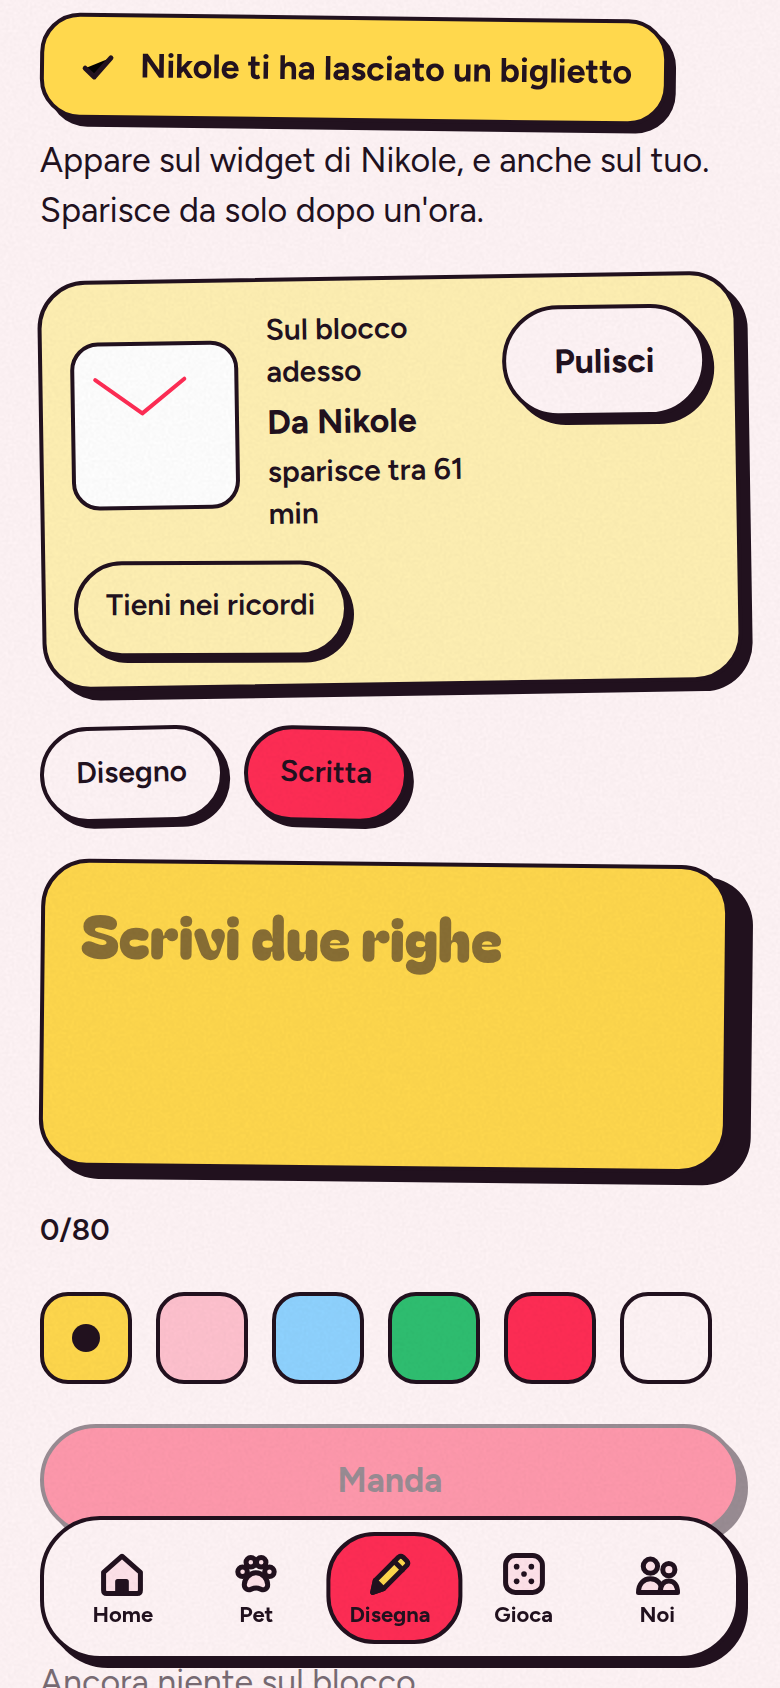 Nikole ti ha lasciato un biglietto
Appare sul widget di Nikole, e anche sul tuo.
Sparisce da solo dopo un'ora.
Sul blocco
adesso
Da Nikole
sparisce tra 61
min
Pulisci
Tieni nei ricordi
Disegno
Scritta
Scrivi due righe
0/80
Manda
Home
Pet
Disegna
Gioca
Noi
Ancora niente sul blocco